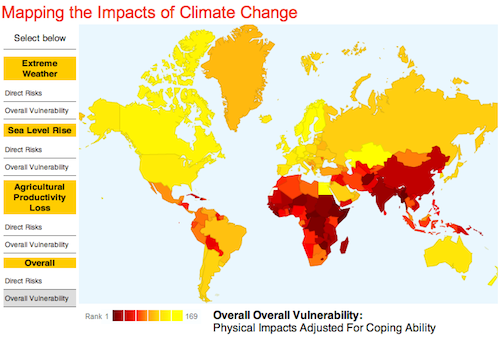 Mapping the Impacts of Climate Change
Select below
Extreme
Weather
Direct Risks
Overall Vulnerability
Sea Level Rise
Direct Risks
Overall Vulnerability
Agricultural
Productivity
Loss
Direct Risks
Overall Vulnerability
Overall
Direct Risks
Overall Vulnerability
Rank 1 169
Overall Overall Vulnerability:
Physical Impacts Adjusted For Coping Ability